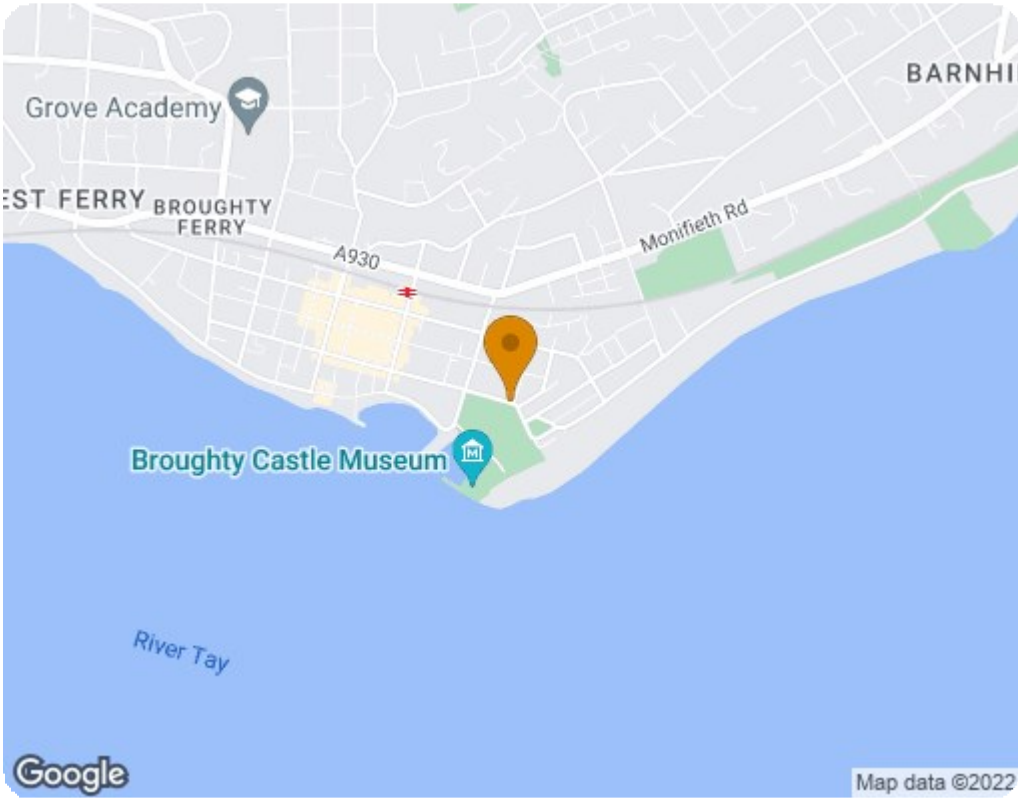 BARNHI
Grove Academy
EST FERRY
BROUGHTY
FERRY
Monifieth Rd
A930
M
Broughty Castle Museum
River Tay
Google
Map data ©2022